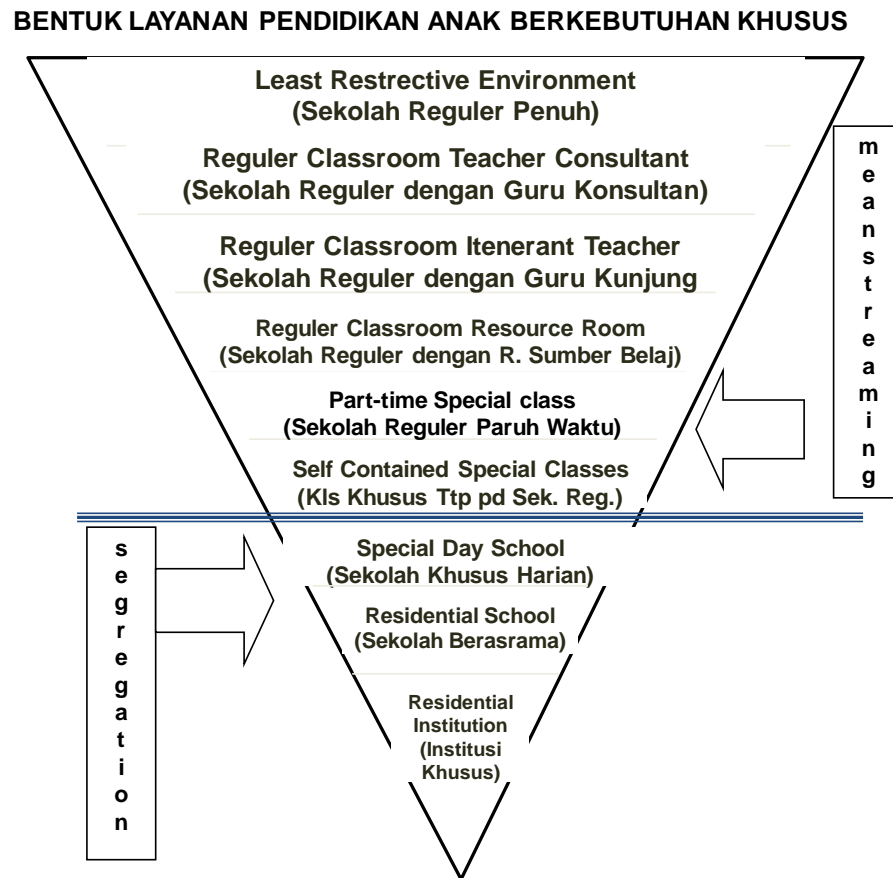 BENTUK LAYANAN PENDIDIKAN ANAK BERKEBUTUHAN KHUSUS
Least Restrective Environment
(Sekolah Reguler Penuh)
Reguler Classroom Teacher Consultant
(Sekolah Reguler dengan Guru Konsultan)
Reguler Classroom Itenerant Teacher
(Sekolah Reguler dengan Guru Kunjung
Reguler Classroom Resource Room
(Sekolah Reguler dengan R. Sumber Belaj)
Part-time Special class
(Sekolah Reguler Paruh Waktu)
Self Contained Special Classes
(Kls Khusus Ttp pd Sek. Reg.)
meanstreaming
Special Day School
(Sekolah Khusus Harian)
Residential School
(Sekolah Berasrama)
Residential
Institution
(Institusi
Khusus)
segregation